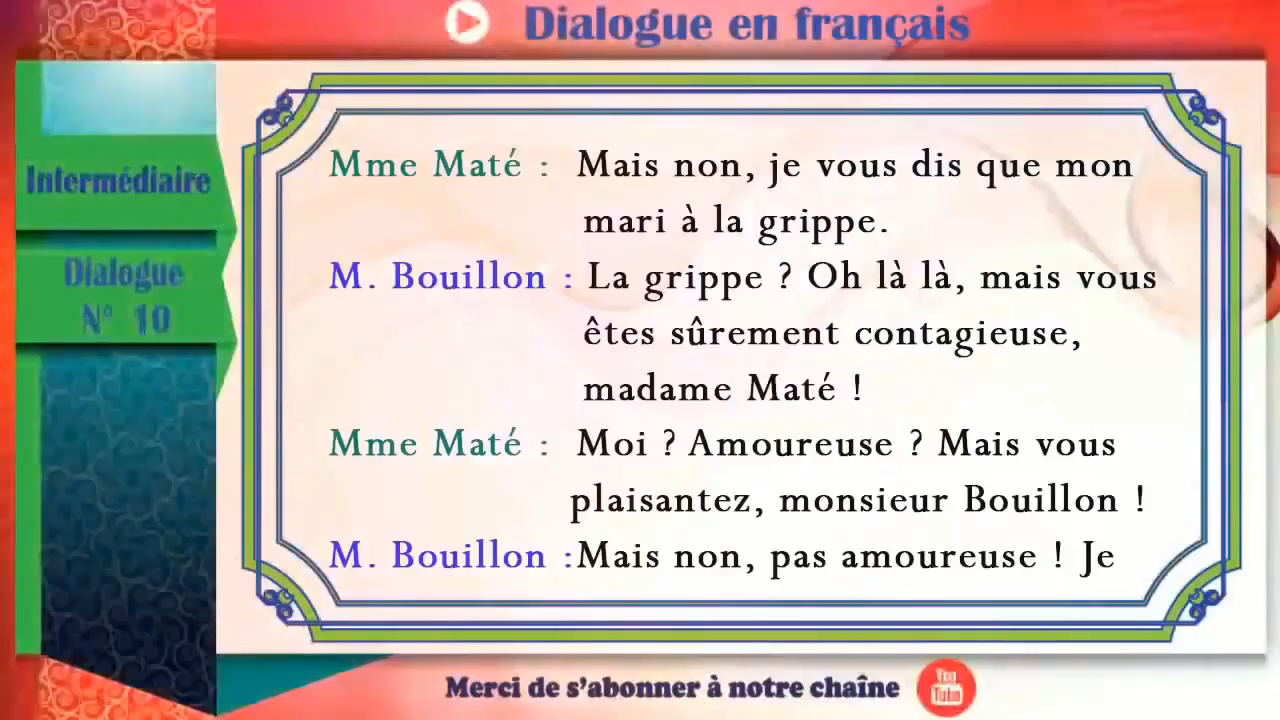 Dialogue en français
Intermédiaire
Dialogue
N° 10
Mme Maté : Mais non, je vous dis que mon
mari à la grippe.
M. Bouillon : La grippe ? Oh là là, mais vous
êtes sûrement contagieuse,
madame Maté !
Mme Maté : Moi ? Amoureuse ? Mais vous
plaisantez, monsieur Bouillon !
M. Bouillon :Mais non, pas amoureuse ! Je
Merci de s'abonner à notre chaîne
You
Tube